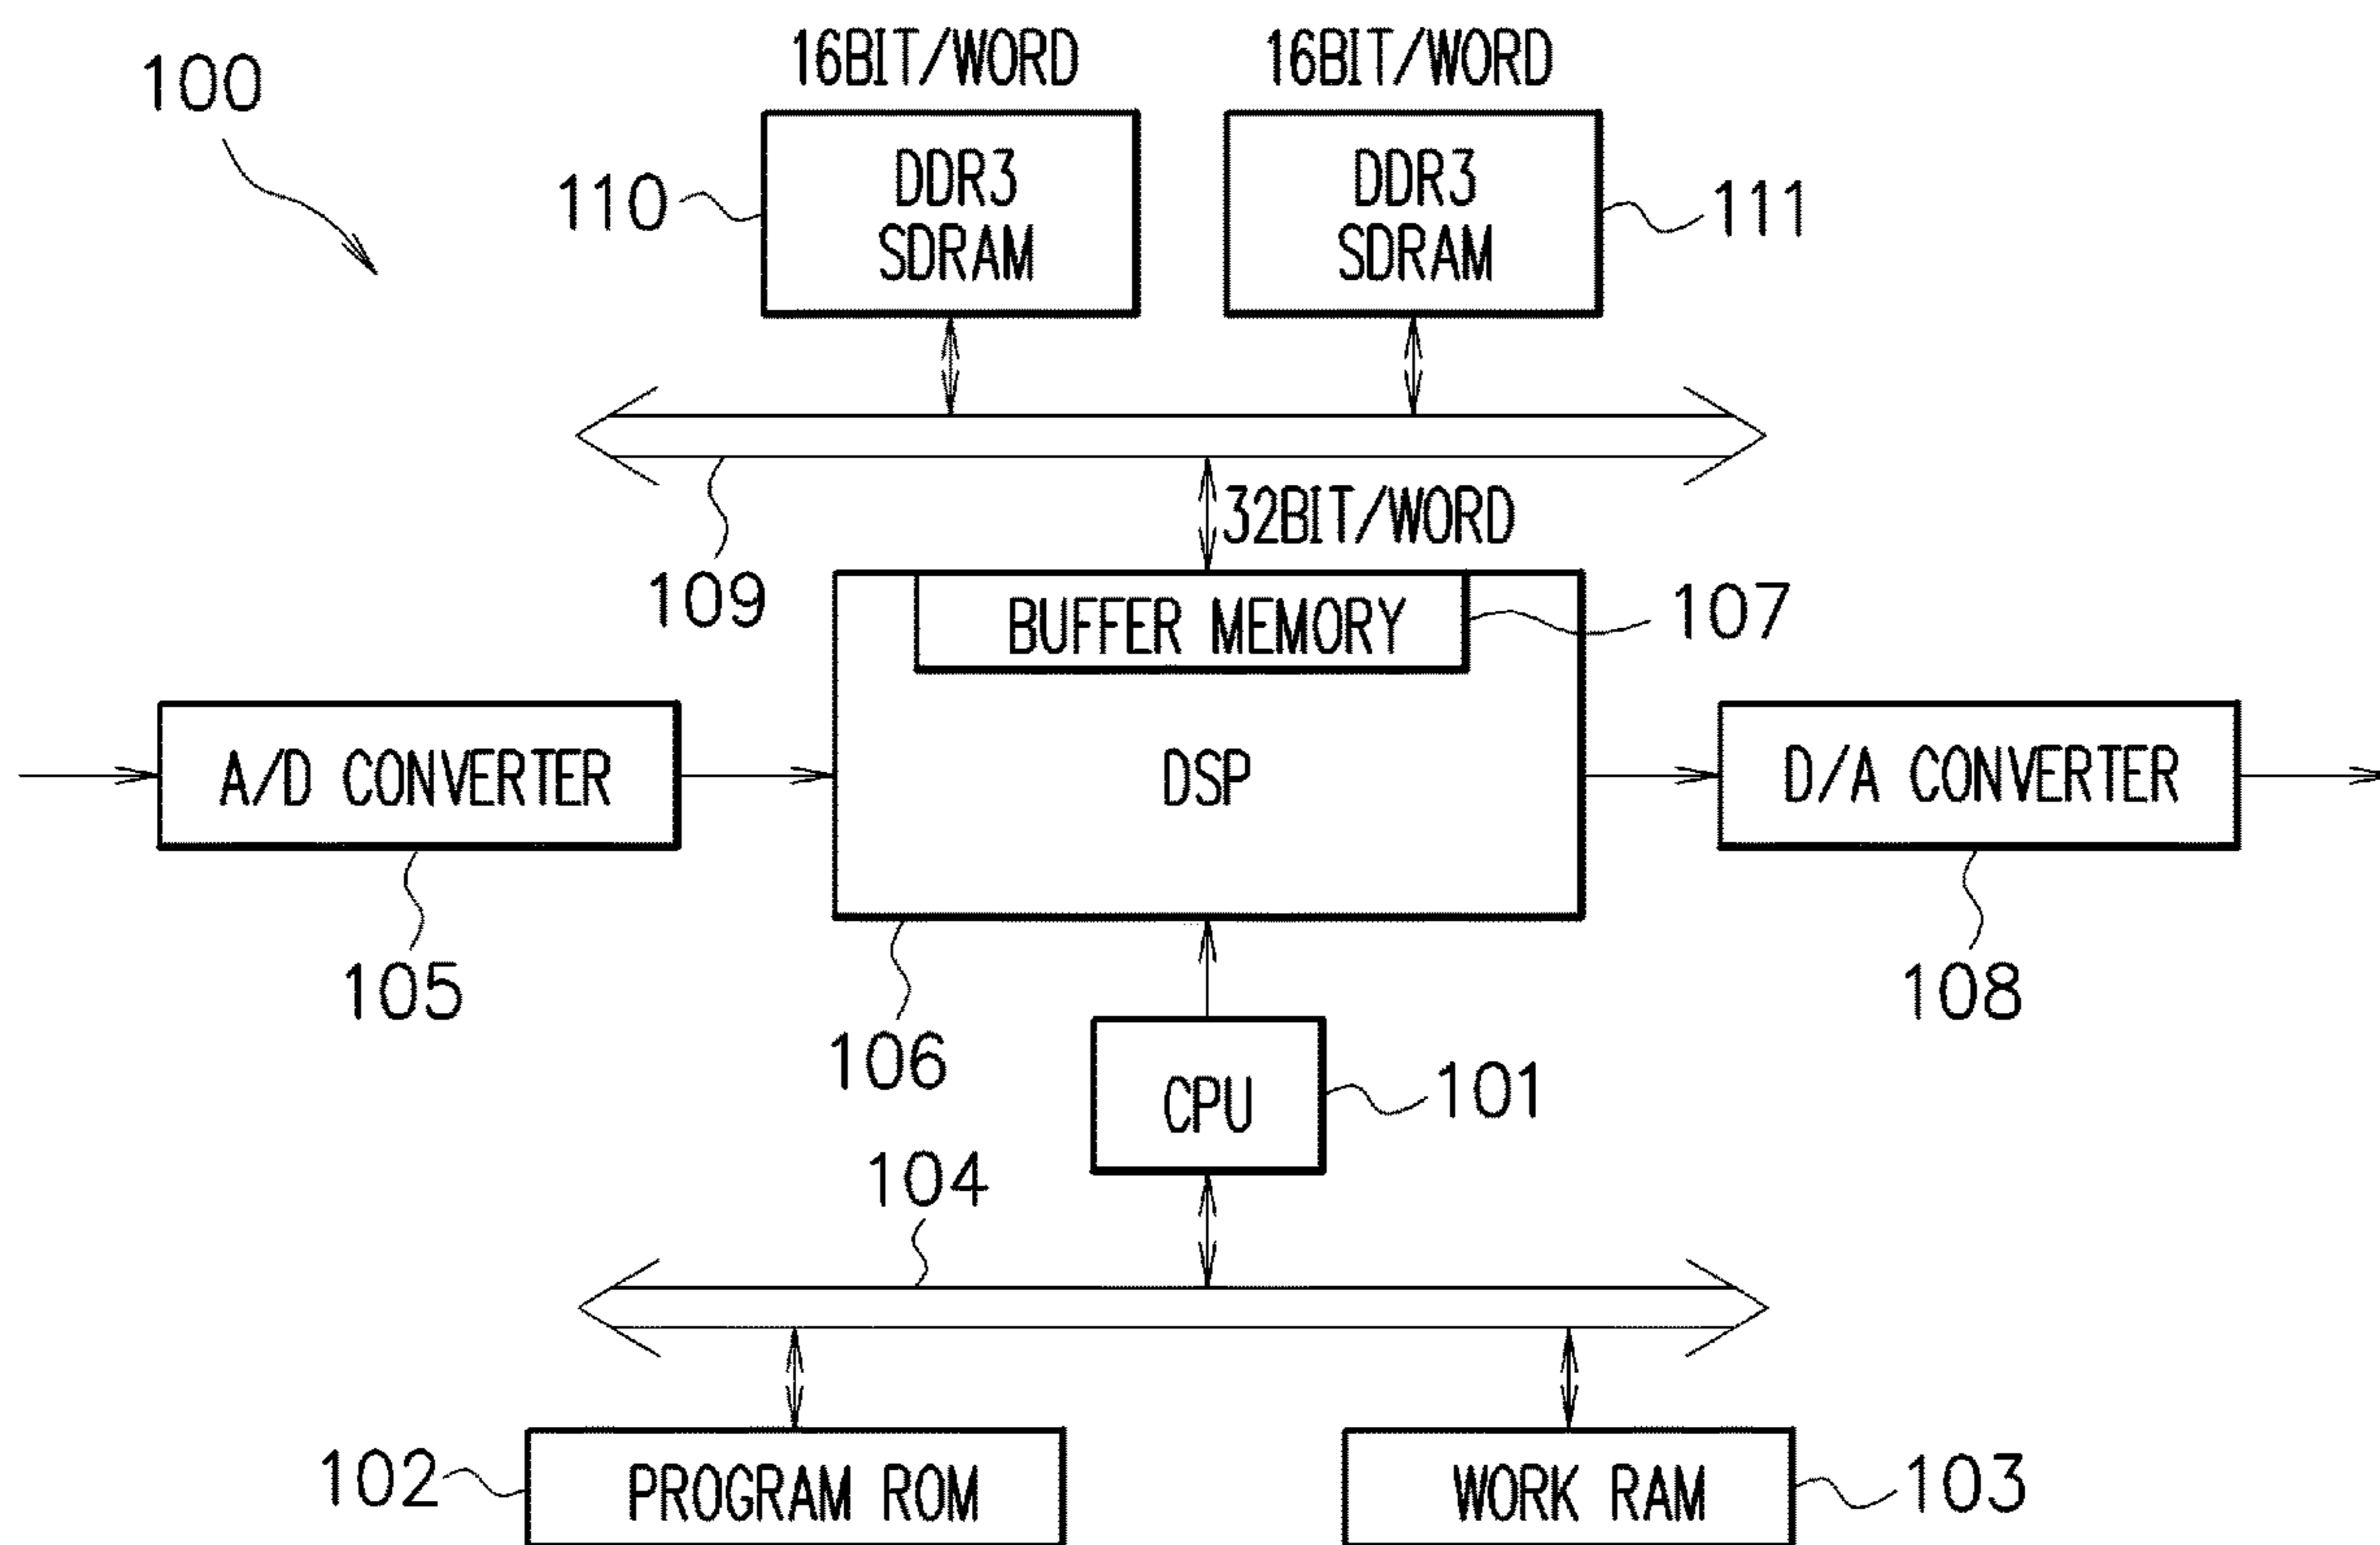 16BIT/WORD 16BIT/WORD
100
DDR3 DDR3
110 111
SDRAM SDRAM
32BIT/WORD
109 BUFFER MEMORY 107
A/D CONVERTER DSP D/A CONVERTER
105 108
106
CPU 101
104
102 PROGRAM ROM WORK RAM 103